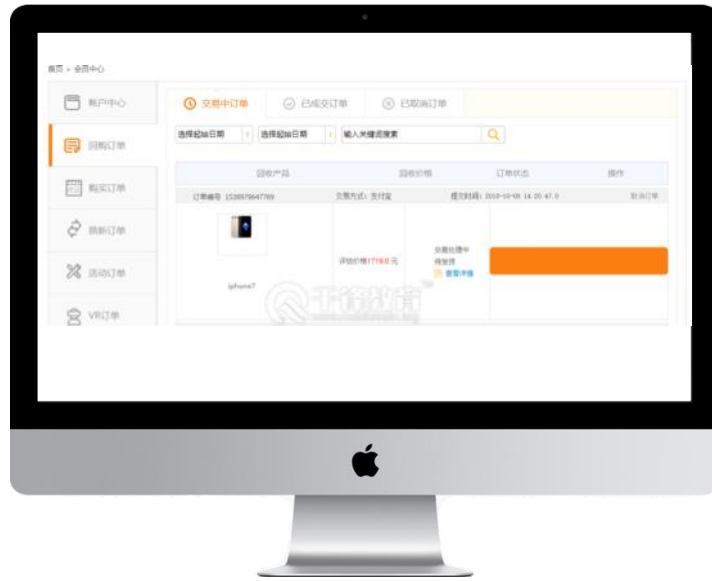 首页 > 会员中心
账户中心
回购订单
购买订单
换新订单
活动订单
VR订单
交易中订单 已成交订单 已取消订单
选择起始日期 选择起始日期 输入关键词搜索
回收产品 回收价格 订单状态 操作
订单编号 1538979647769 交易方式：支付宝 提交时间：2018-10-08 14:20:47.0 取消订单
评估价格1719.0 元
交易处理中
待发货
查看详情
iphone7
千锋教育